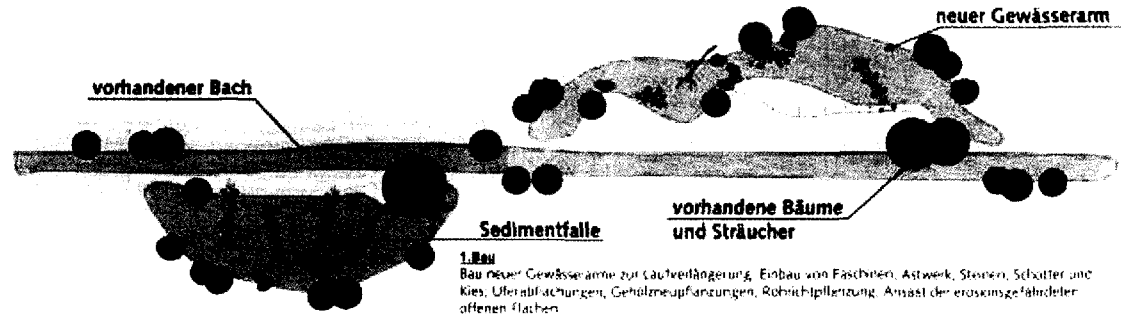 neuer Gewässerarm
vorhandener Bach
Sedimentfalle
vorhandene Bäume
und Sträucher
1.Bau
Bau neuer Gewässerarme zur Laufverlängerung, Einbau von Faschinen, Astwerk, Steinen, Schotter und
Kies, Uferabflachungen, Gehölzneupflanzungen, Röhrichtpflanzung, Ansaat der erosionsgefährdeten
offenen Flächen